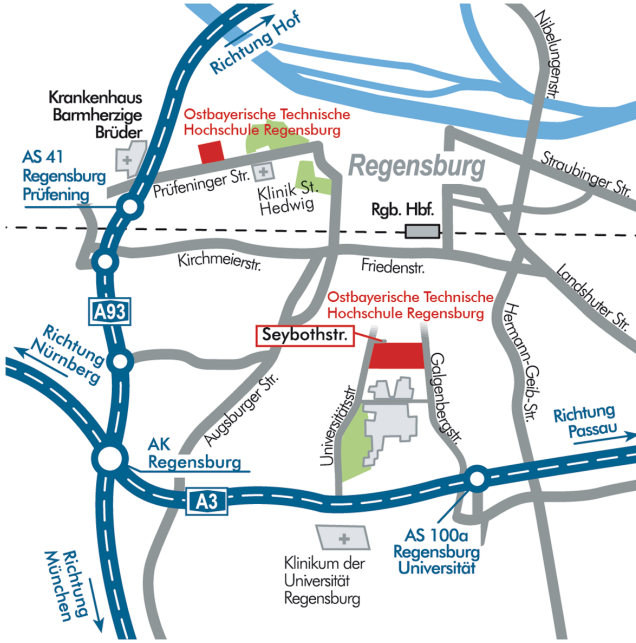 Richtung Hof
Nibelungenstr.
Krankenhaus
Barmherzige
Brüder
Ostbayerische Technische
Hochschule Regensburg
AS 41
Regensburg
Prüfening
Prüfeninger Str.
Klinik St.
Hedwig
Regensburg
Straubinger Str.
Rgb. Hbf.
Kirchmeierstr.
Friedenstr.
Landshuter Str.
A93
Ostbayerische Technische
Hochschule Regensburg
Seybothstr.
Hermann-Geib-Str.
Richtung
Nürnberg
Augsburger Str.
Universitätsstr
Galgenbergstr.
Richtung
Passau
AK
Regensburg
A3
AS 100a
Regensburg
Universität
Klinikum der
Universität
Regensburg
Richtung
München